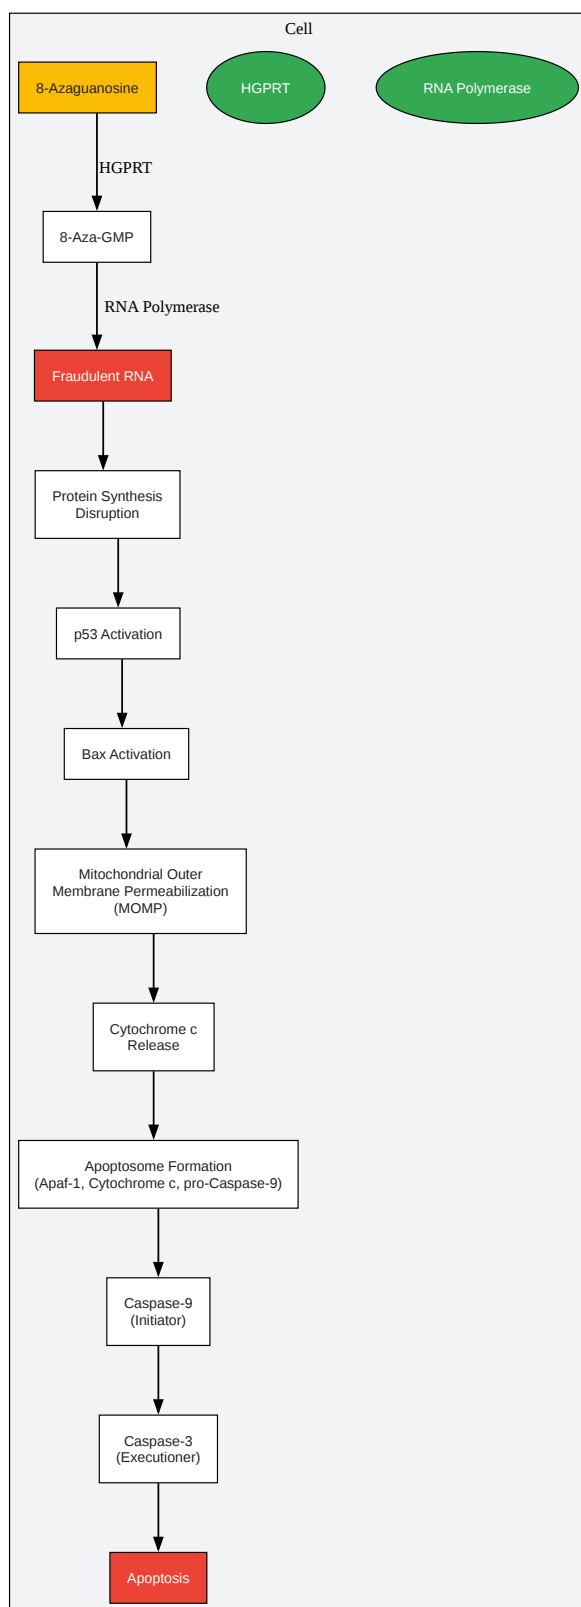 Cell
8-Azaguanosine
HGPRT
RNA Polymerase
HGPRT
8-Aza-GMP
RNA Polymerase
Fraudulent RNA
Protein Synthesis
Disruption
p53 Activation
Bax Activation
Mitochondrial Outer
Membrane Permeabilization
(MOMP)
Cytochrome c
Release
Apoptosome Formation
(Apaf-1, Cytochrome c, pro-Caspase-9)
Caspase-9
(Initiator)
Caspase-3
(Executioner)
Apoptosis